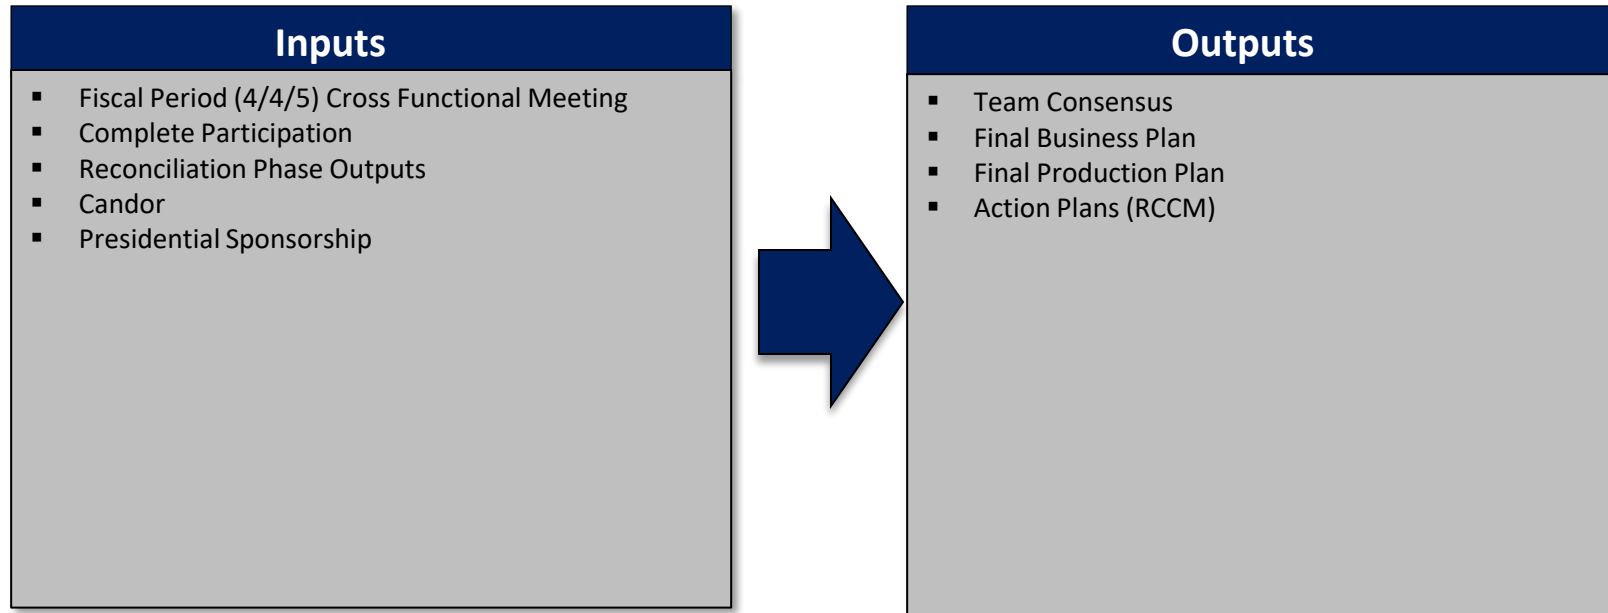 Inputs
▪ Fiscal Period (4/4/5) Cross Functional Meeting
▪ Complete Participation
▪ Reconciliation Phase Outputs
▪ Candor
▪ Presidential Sponsorship
Outputs
▪ Team Consensus
▪ Final Business Plan
▪ Final Production Plan
▪ Action Plans (RCCM)